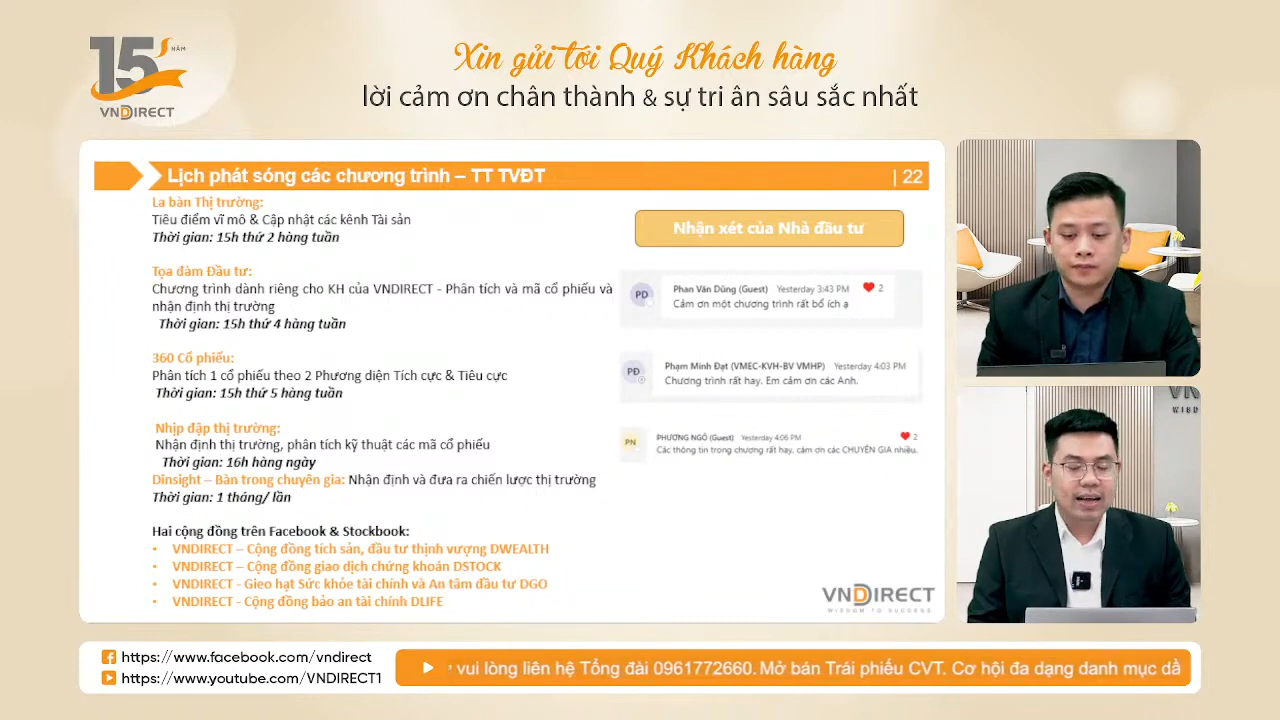 15 NĂM
VNDIRECT
Xin gửi tới Quý Khách hàng
lời cảm ơn chân thành & sự tri ân sâu sắc nhất
Lịch phát sóng các chương trình – TT TVĐT
| 22
La bàn Thị trường:
Tiêu điểm vĩ mô & Cập nhật các kênh Tài sản
Thời gian: 15h thứ 2 hàng tuần
Tọa đàm Đầu tư:
Chương trình dành riêng cho KH của VNDIRECT - Phân tích và mã cổ phiếu và
nhận định thị trường
Thời gian: 15h thứ 4 hàng tuần
360 Cổ phiếu:
Phân tích 1 cổ phiếu theo 2 Phương diện Tích cực & Tiêu cực
Thời gian: 15h thứ 5 hàng tuần
Nhịp đập thị trường:
Nhận định thị trường, phân tích kỹ thuật các mã cổ phiếu
Thời gian: 16h hàng ngày
Dinsight – Bàn trong chuyên gia: Nhận định và đưa ra chiến lược thị trường
Thời gian: 1 tháng/ lần
Hai cộng đồng trên Facebook & Stockbook:
• VNDIRECT – Cộng đồng tích sản, đầu tư thịnh vượng DWEALTH
• VNDIRECT – Cộng đồng giao dịch chứng khoán DSTOCK
• VNDIRECT - Gieo hạt Sức khỏe tài chính và An tâm đầu tư DGO
• VNDIRECT - Cộng đồng bảo an tài chính DLIFE
Nhận xét của Nhà đầu tư
PD
Phan Văn Dũng (Guest) Yesterday 3:43 PM 2
Cảm ơn một chương trình rất bổ ích ạ
PĐ
Phạm Minh Đạt (VMEC-KVH-BV VMHP) Yesterday 4:03 PM
Chương trình rất hay. Em cảm ơn các Anh.
PN
PHƯƠNG NGÔ (Guest) Yesterday 4:06 PM 2
Các thông tin trong chương rất hay. cảm ơn các CHUYÊN GIA nhiều.
VNDIRECT
WISDOM TO SUCCESS
VN
WISD
https://www.facebook.com/vndirect
https://www.youtube.com/VNDIRECT1
vui lòng liên hệ Tổng đài 0961772660. Mở bán Trái phiếu CVT. Cơ hội đa dạng danh mục